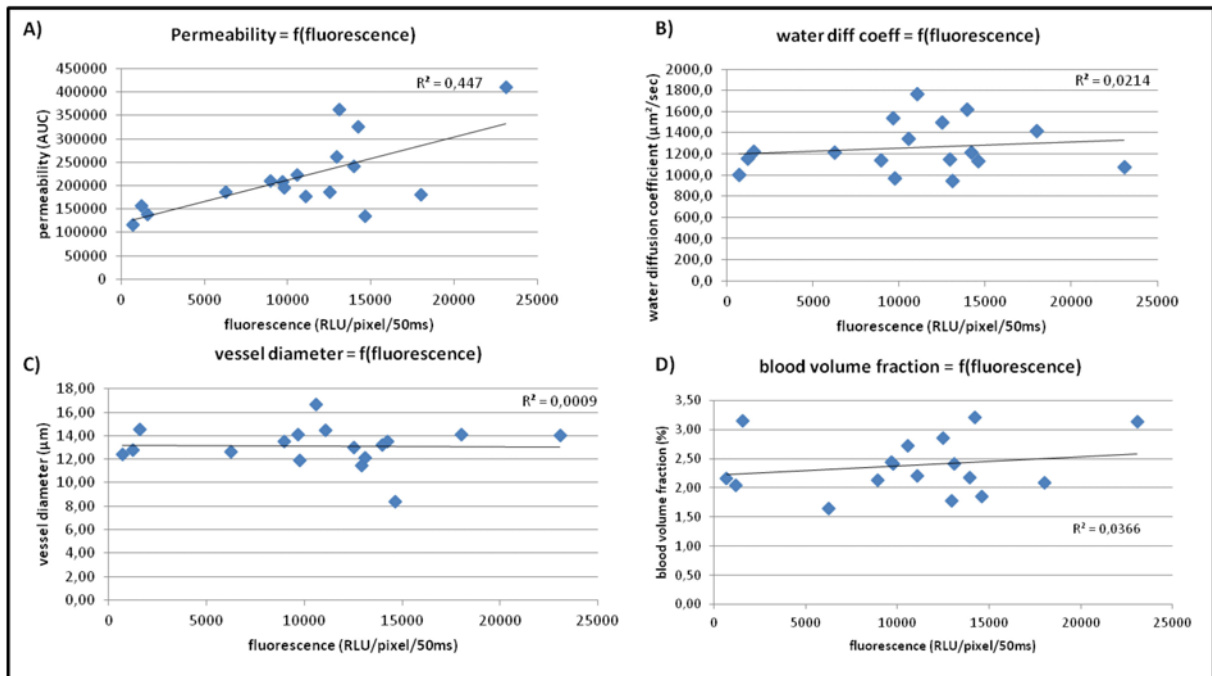 A)
Permeability = f(fluorescence)
R² = 0,447
permeability (AUC)
450000
400000
350000
300000
250000
200000
150000
100000
50000
0
0 5000 10000 15000 20000 25000
fluorescence (RLU/pixel/50ms)
B)
water diff coeff = f(fluorescence)
R² = 0,0214
water diffusion coefficient (µm²/sec)
2000,0
1800,0
1600,0
1400,0
1200,0
1000,0
800,0
600,0
400,0
200,0
0,0
0 5000 10000 15000 20000 25000
fluorescence (RLU/pixel/50ms)
C)
vessel diameter = f(fluorescence)
R² = 0,0009
vessel diameter (µm)
18,00
16,00
14,00
12,00
10,00
8,00
6,00
4,00
2,00
0,00
0 5000 10000 15000 20000 25000
fluorescence (RLU/pixel/50ms)
D)
blood volume fraction = f(fluorescence)
blood volume fraction (%)
3,50
3,00
2,50
2,00
1,50
1,00
0,50
0,00
R² = 0,0366
0 5000 10000 15000 20000 25000
fluorescence (RLU/pixel/50ms)